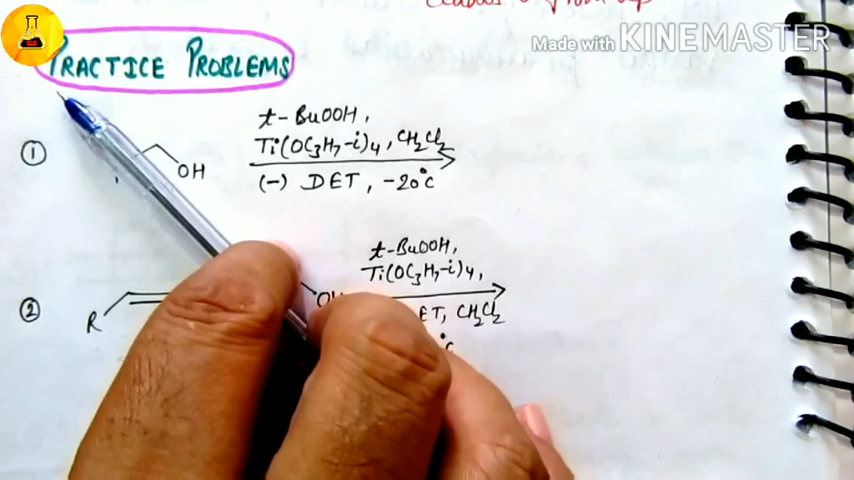 Made with KINEMASTER
PRACTICE PROBLEMS
①
t-BuOOH,
Ti(OC3H7-i)4, CH2Cl2
OH
(-) DET, -20°C
②
t-BuOOH,
Ti(OC3H7-i)4,
R
ET, CH2Cl2